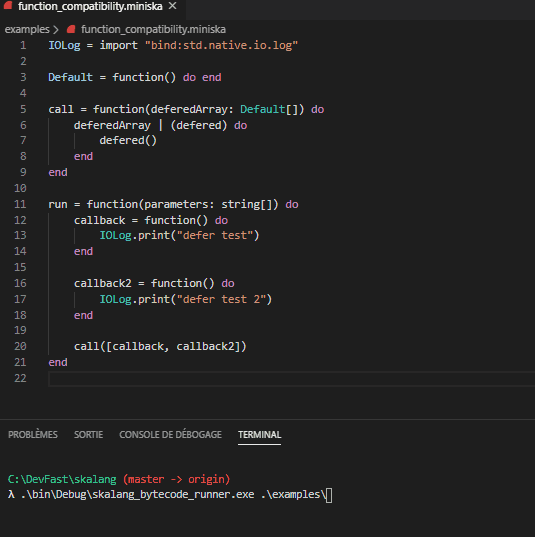 function_compatibility.miniska ×
examples > function_compatibility.miniska
1 IOLog = import "bind:std.native.io.log"
2
3 Default = function() do end
4
5 call = function(deferedArray: Default[]) do
6     deferedArray | (defered) do
7         defered()
8     end
9 end
10
11 run = function(parameters: string[]) do
12     callback = function() do
13         IOLog.print("defer test")
14     end
15
16     callback2 = function() do
17         IOLog.print("defer test 2")
18     end
19
20     call([callback, callback2])
21 end
22
PROBLÈMES SORTIE CONSOLE DE DÉBOGAGE TERMINAL
C:\DevFast\skalang (master -> origin)
λ .\bin\Debug\skalang_bytecode_runner.exe .\examples\